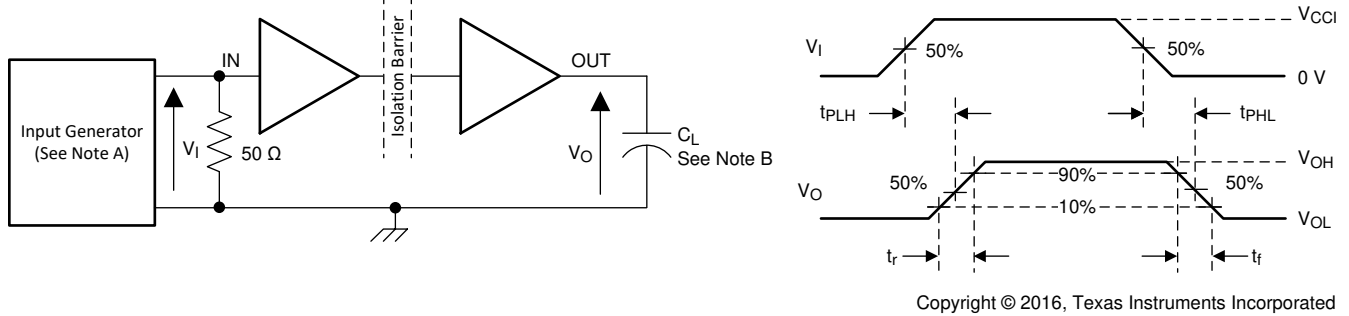 Input Generator
(See Note A)
VI
IN
50 Ω
Isolation Barrier
OUT
VO
CL
See Note B
VI
50%
50%
VCCI
0 V
tPLH
tPHL
VO
50%
90%
10%
50%
VOH
VOL
tr
tf
Copyright © 2016, Texas Instruments Incorporated